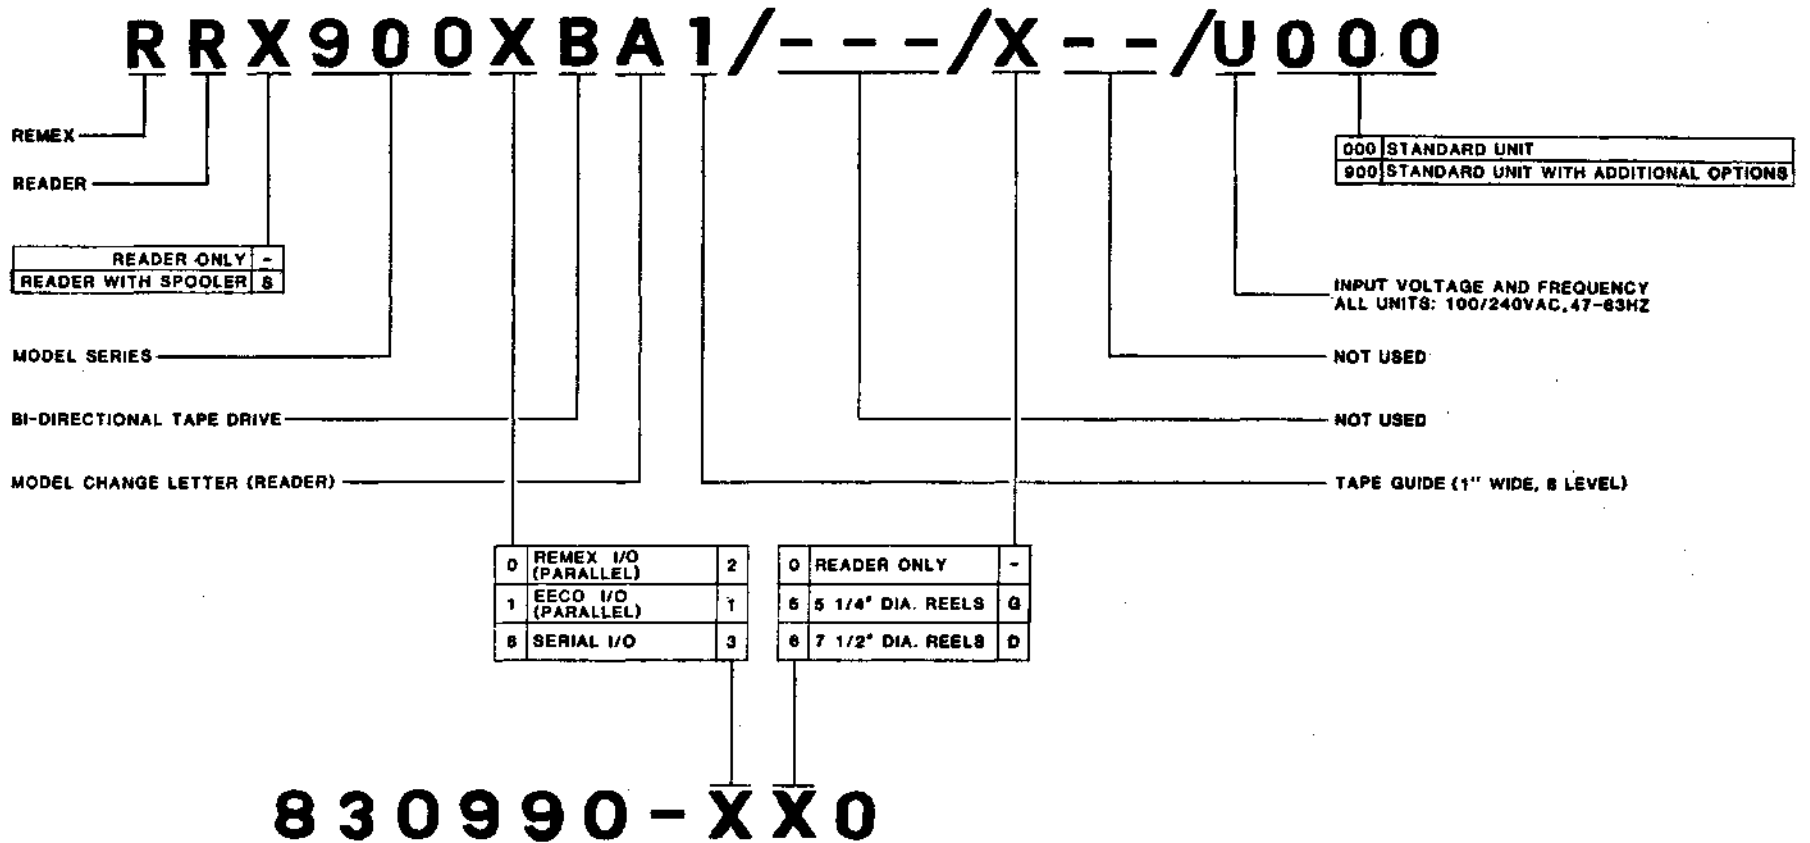 RRX900XBA1/---/X--/U000
REMEX
READER
000 STANDARD UNIT
900 STANDARD UNIT WITH ADDITIONAL OPTIONS
READER ONLY -
READER WITH SPOOLER S
INPUT VOLTAGE AND FREQUENCY
ALL UNITS: 100/240VAC, 47-63HZ
MODEL SERIES
NOT USED
BI-DIRECTIONAL TAPE DRIVE
NOT USED
MODEL CHANGE LETTER (READER)
TAPE GUIDE (1" WIDE, 8 LEVEL)
0 REMEX I/O (PARALLEL) 2
1 EECO I/O (PARALLEL) 1
SERIAL I/O 3
0 READER ONLY -
5 5 1/4" DIA. REELS G
6 7 1/2" DIA. REELS D
830990-XX0